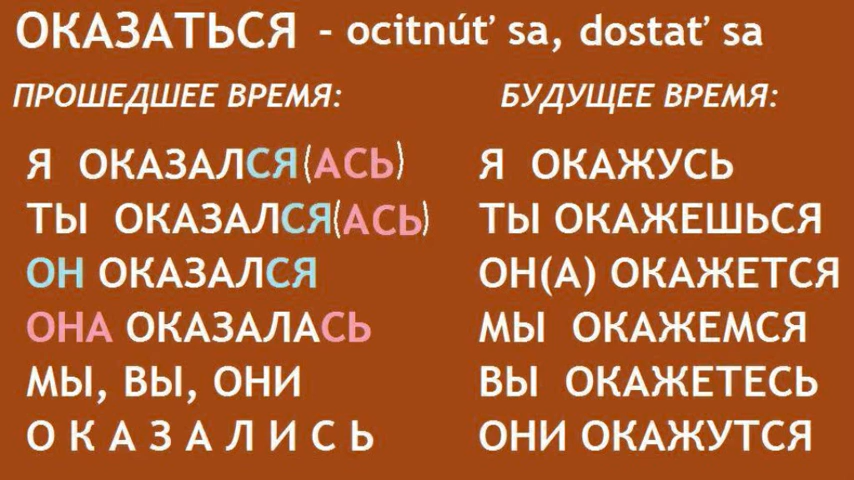 ОКАЗАТЬСЯ - ocitnúť sa, dostať sa
ПРОШЕДШЕЕ ВРЕМЯ:
Я ОКАЗАЛСЯ(АСЬ)
ТЫ ОКАЗАЛСЯ(АСЬ)
ОН ОКАЗАЛСЯ
ОНА ОКАЗАЛАСЬ
МЫ, ВЫ, ОНИ
О К А З А Л И С Ь
БУДУЩЕЕ ВРЕМЯ:
Я ОКАЖУСЬ
ТЫ ОКАЖЕШЬСЯ
ОН(А) ОКАЖЕТСЯ
МЫ ОКАЖЕМСЯ
ВЫ ОКАЖЕТЕСЬ
ОНИ ОКАЖУТСЯ